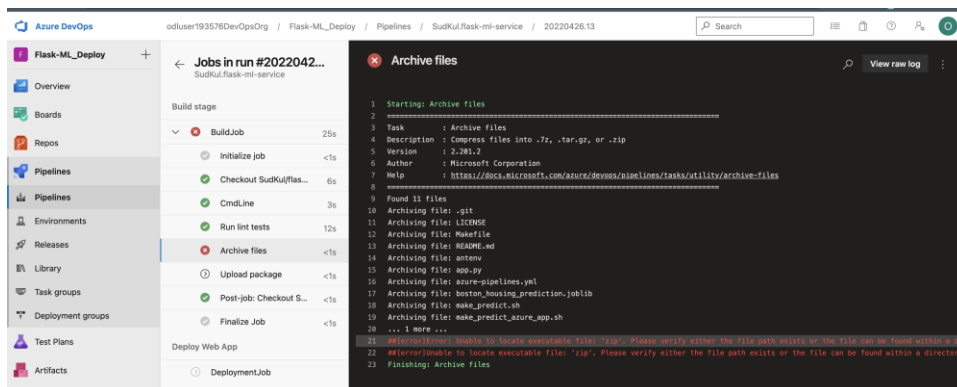 Azure DevOps
odluser193576DevOpsOrg / Flask-ML_Deploy / Pipelines / SudKul.flask-ml-service / 20220426.13
Search
O
F Flask-ML_Deploy +
Overview
Boards
Repos
Pipelines
Pipelines
Environments
Releases
Library
Task groups
Deployment groups
Test Plans
Artifacts
← Jobs in run #2022042...
SudKul.flask-ml-service
Build stage
BuildJob 25s
Initialize job <1s
Checkout SudKul/flas... 6s
CmdLine 3s
Run lint tests 12s
Archive files <1s
Upload package <1s
Post-job: Checkout S... <1s
Finalize Job <1s
Deploy Web App
DeploymentJob
Archive files
View raw log
1 Starting: Archive files
2 ==============================================================================
3 Task : Archive files
4 Description : Compress files into .7z, .tar.gz, or .zip
5 Version : 2.201.2
6 Author : Microsoft Corporation
7 Help : https://docs.microsoft.com/azure/devops/pipelines/tasks/utility/archive-files
8 ==============================================================================
9 Found 11 files
10 Archiving file: .git
11 Archiving file: LICENSE
12 Archiving file: Makefile
13 Archiving file: README.md
14 Archiving file: antenv
15 Archiving file: app.py
16 Archiving file: azure-pipelines.yml
17 Archiving file: boston_housing_prediction.joblib
18 Archiving file: make_predict.sh
19 Archiving file: make_predict_azure_app.sh
20 ... 1 more ...
21 ##[error]Error: Unable to locate executable file: 'zip'. Please verify either the file path exists or the file can be found within a
22 ##[error]Unable to locate executable file: 'zip'. Please verify either the file path exists or the file can be found within a director
23 Finishing: Archive files